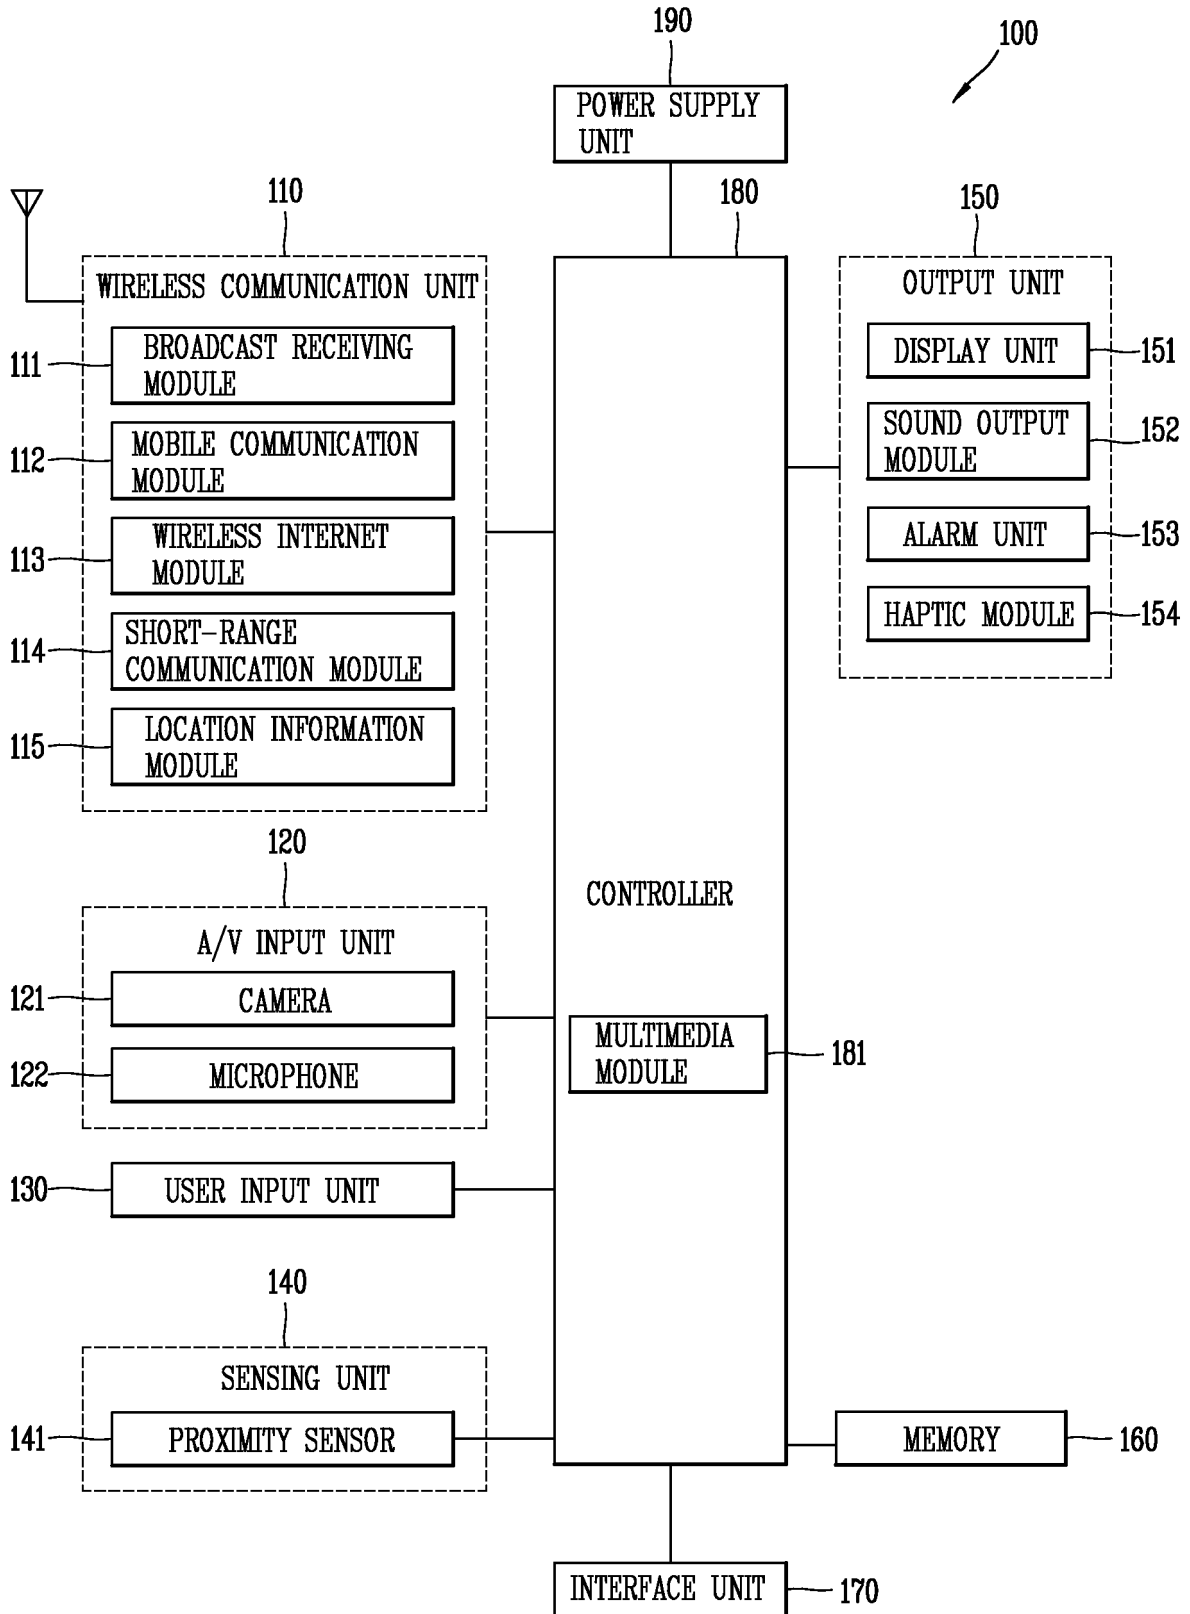 190
100
POWER SUPPLY
UNIT
110
180
150
WIRELESS COMMUNICATION UNIT
111
BROADCAST RECEIVING
MODULE
112
MOBILE COMMUNICATION
MODULE
113
WIRELESS INTERNET
MODULE
114
SHORT-RANGE
COMMUNICATION MODULE
115
LOCATION INFORMATION
MODULE
OUTPUT UNIT
DISPLAY UNIT
151
SOUND OUTPUT
MODULE
152
ALARM UNIT
153
HAPTIC MODULE
154
120
A/V INPUT UNIT
121
CAMERA
122
MICROPHONE
CONTROLLER
MULTIMEDIA
MODULE
181
130
USER INPUT UNIT
140
SENSING UNIT
141
PROXIMITY SENSOR
MEMORY
160
INTERFACE UNIT
170